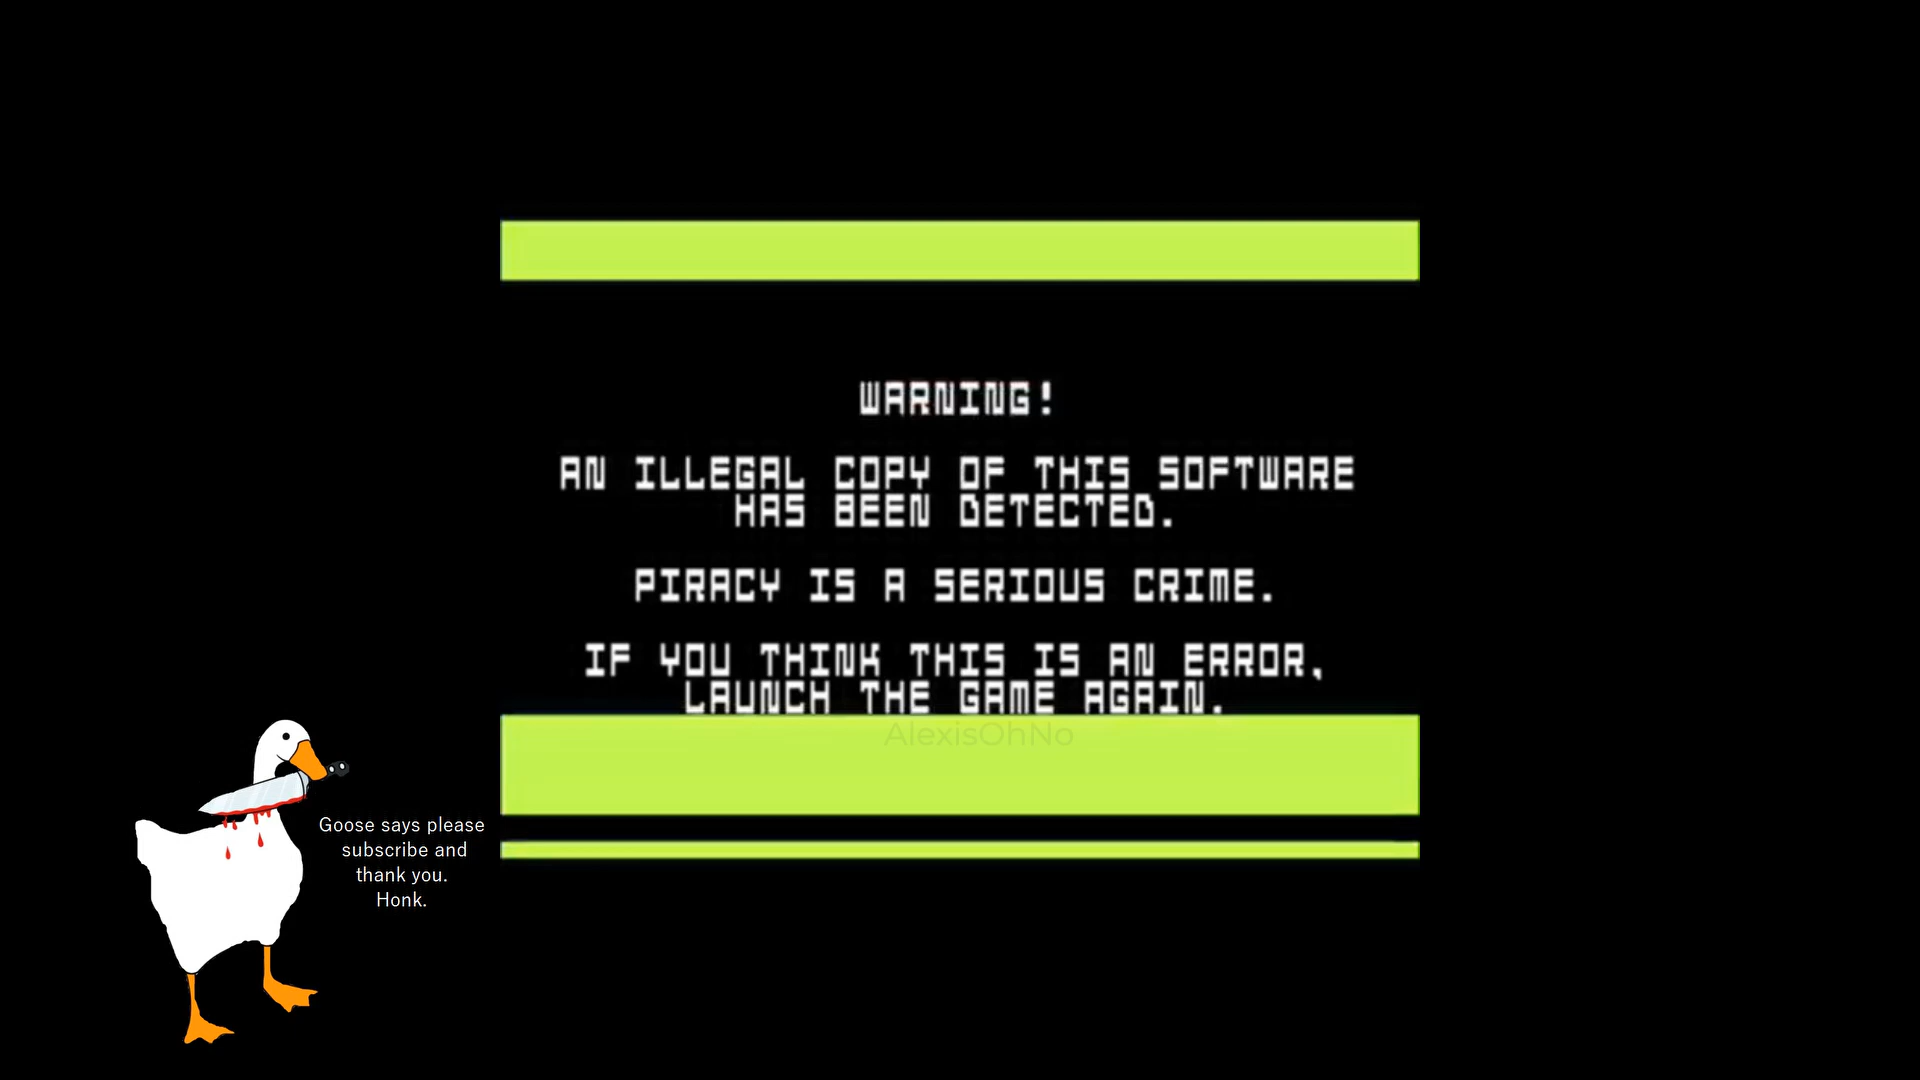 WARNING!
AN ILLEGAL COPY OF THIS SOFTWARE
HAS BEEN DETECTED.
PIRACY IS A SERIOUS CRIME.
IF YOU THINK THIS IS AN ERROR,
LAUNCH THE GAME AGAIN.
AlexisOhNo
Goose says please
subscribe and
thank you.
Honk.